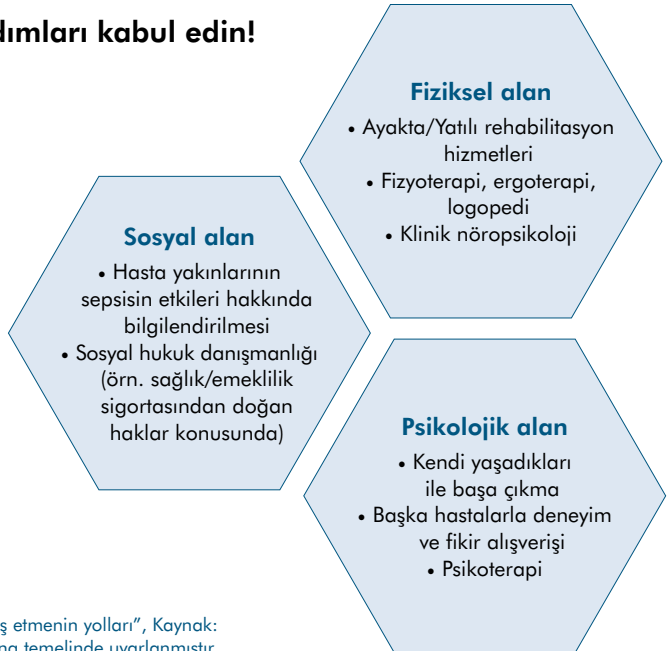 kabul edin!
Fiziksel alan
• Ayakta/Yatılı rehabilitasyon
hizmetleri
• Fizyoterapi, ergoterapi,
logopedi
• Klinik nöropsikoloji
Sosyal alan
• Hasta yakınlarının
sepsisin etkileri hakkında
bilgilendirilmesi
• Sosyal hukuk danışmanlığı
(örn. sağlık/emeklilik
sigortasından doğan
haklar konusunda)
Psikolojik alan
• Kendi yaşadıkları
ile başa çıkma
• Başka hastalarla deneyim
ve fikir alışverişi
• Psikoterapi
etmenin yolları”, Kaynak:
temelinde uyarlanmıştır